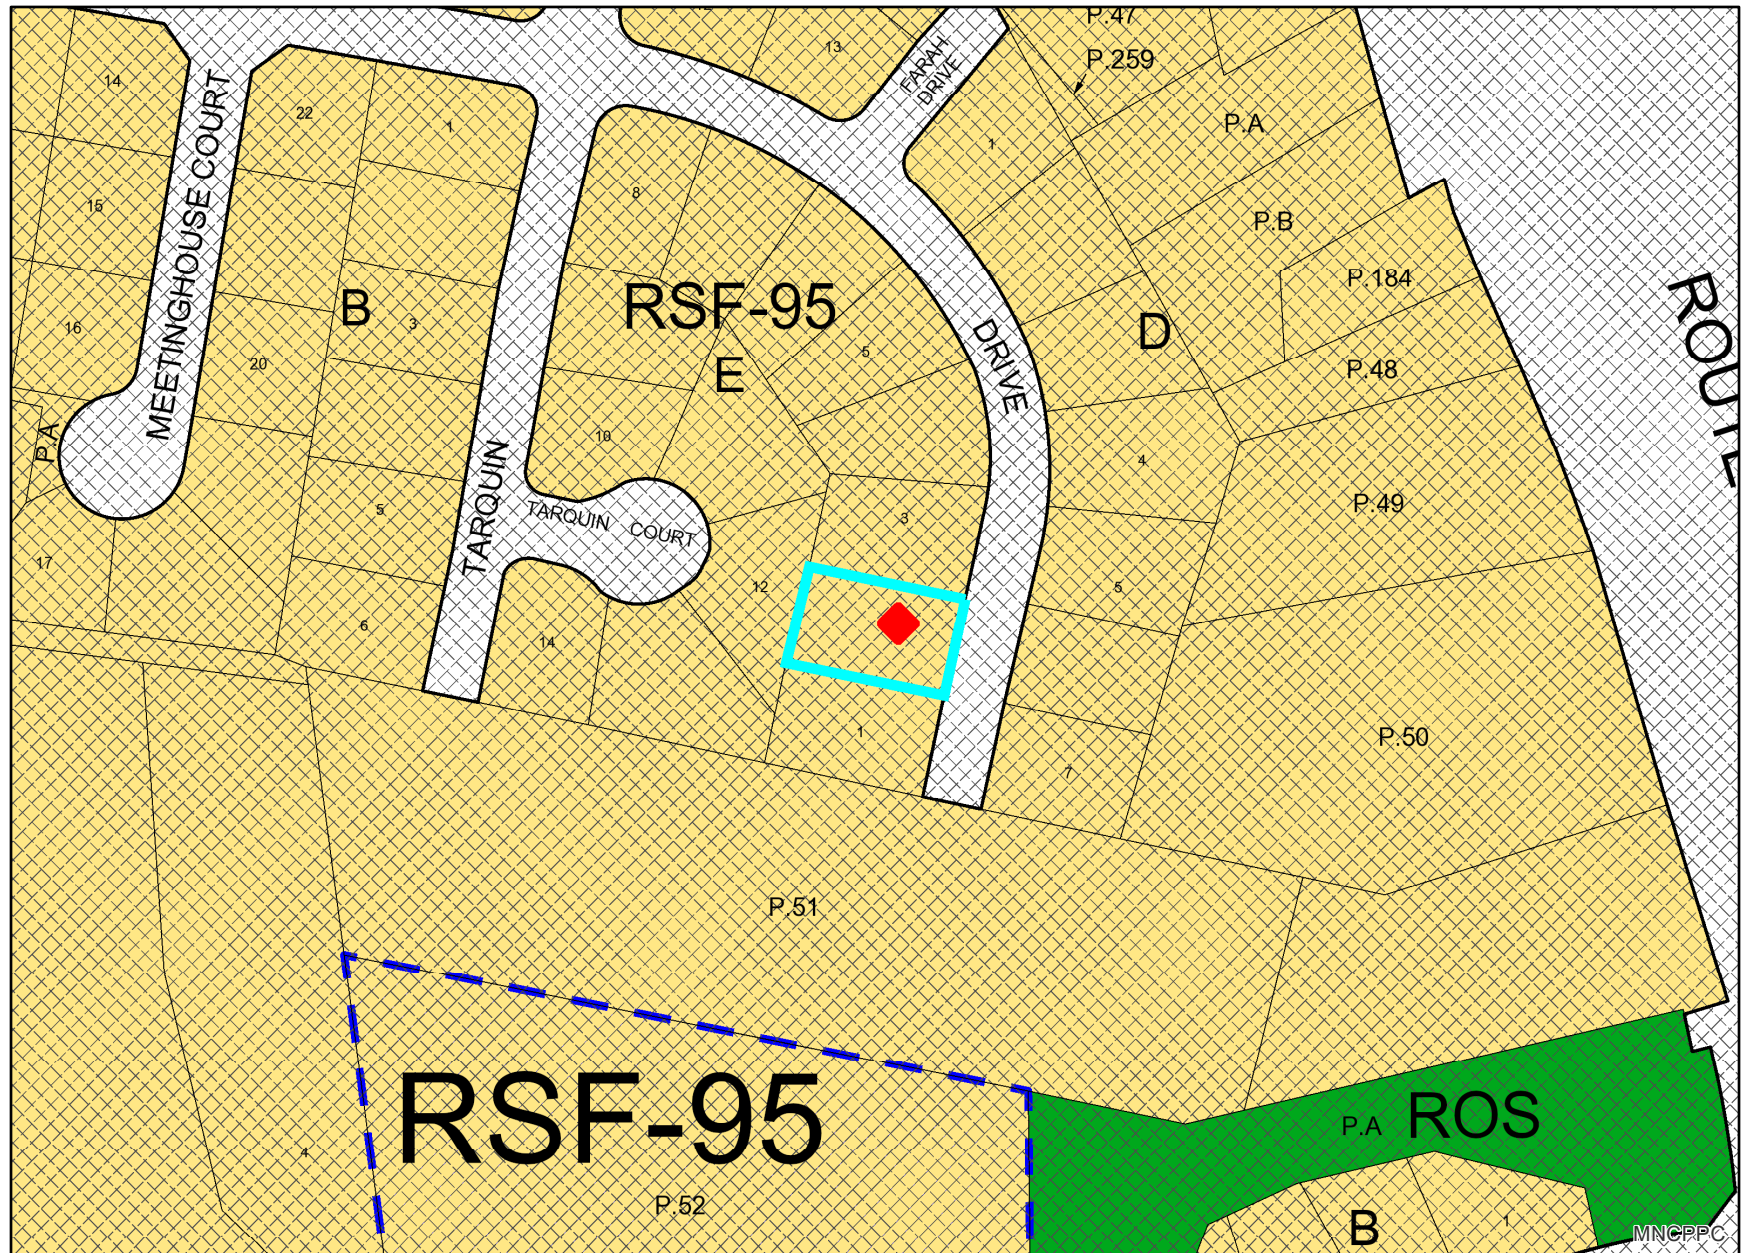 P.47
13
P.259
FARAH
DRIVE
14
22
1
P.A
1
8
15
P.B
MEETINGHOUSE COURT
P.184
RSF-95
B
3
16
D
ROUTE
DRIVE
5
20
E
P.48
10
P.A
4
TARQUIN
P.49
5
TARQUIN COURT
3
17
12
5
6
14
1
P.50
7
P.51
RSF-95
P.A
ROS
4
P.52
B
1
MNCPPC